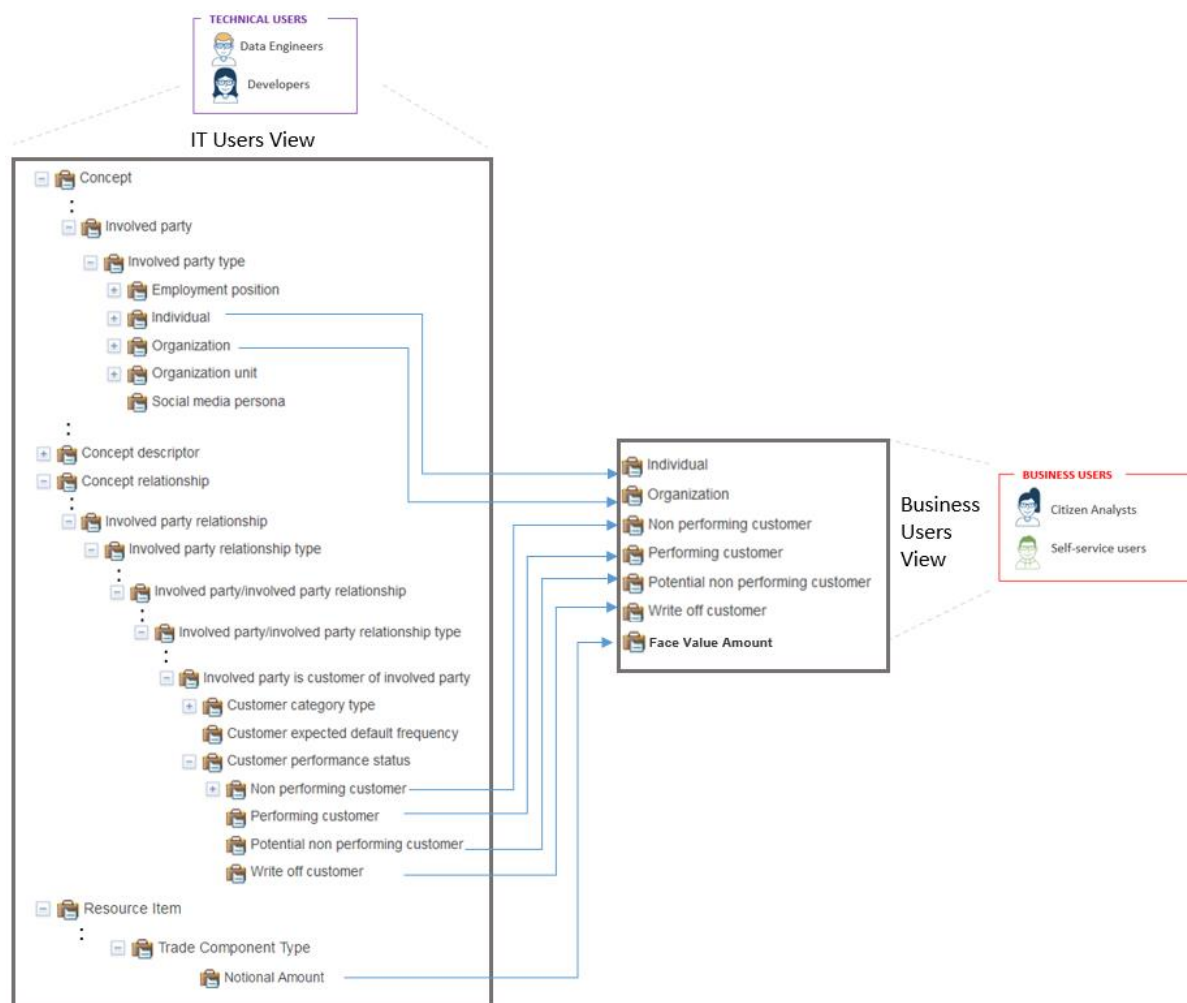 TECHNICAL USERS
Data Engineers
Developers
IT Users View
Concept
Involved party
Involved party type
Employment position
Individual
Organization
Organization unit
Social media persona
Concept descriptor
Concept relationship
Involved party relationship
Involved party relationship type
Involved party/involved party relationship
Involved party/involved party relationship type
Involved party is customer of involved party
Customer category type
Customer expected default frequency
Customer performance status
Non performing customer
Performing customer
Potential non performing customer
Write off customer
Resource Item
Trade Component Type
Notional Amount
Individual
Organization
Non performing customer
Performing customer
Potential non performing customer
Write off customer
Face Value Amount
Business
Users
View
BUSINESS USERS
Citizen Analysts
Self-service users